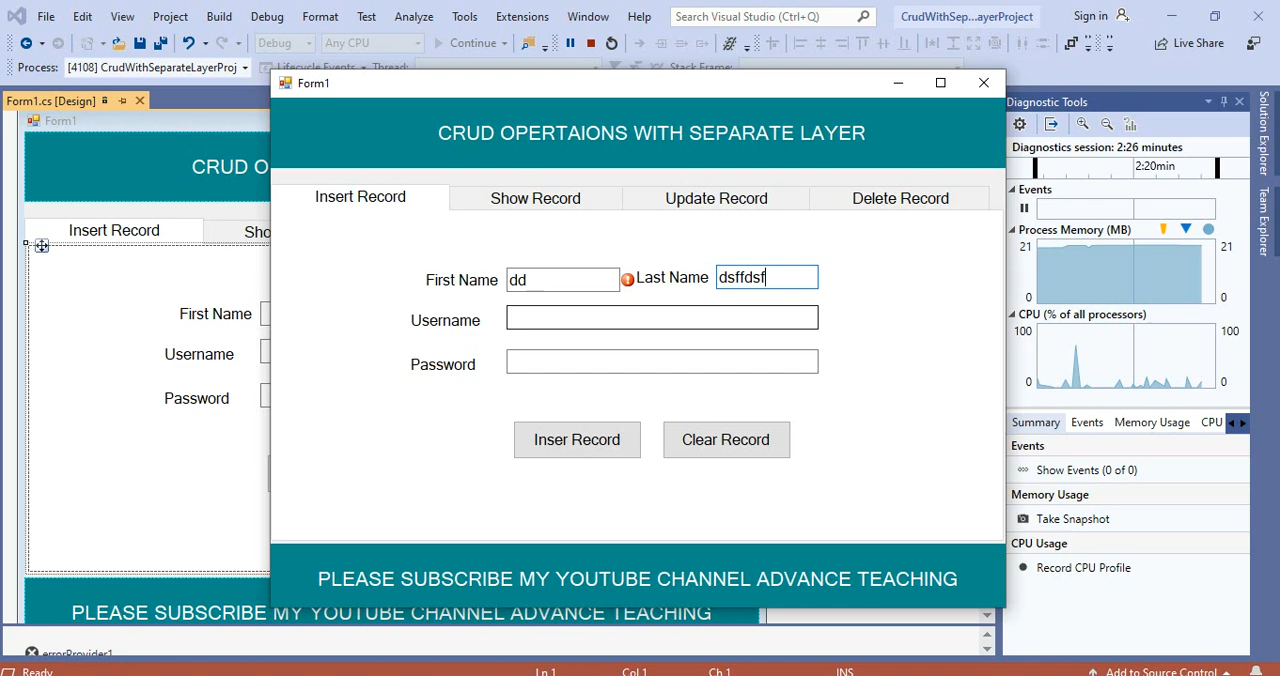 File Edit View Project Build Debug Format Test Analyze Tools Extensions Window Help Search Visual Studio (Ctrl+Q) CrudWithSep...ayerProject Sign in
Debug Any CPU Continue Live Share
Process: [4108] CrudWithSeparateLayerProj Lifecycle Events Thread: Stack Frame:
Form1.cs [Design]
Form1
CRUD O
Insert Record Sho
First Name
Username
Password
PLEASE SUBSCRIBE MY YOUTUBE CHANNEL ADVANCE TEACHING
errorProvider1
Form1
CRUD OPERTAIONS WITH SEPARATE LAYER
Insert Record Show Record Update Record Delete Record
First Name dd Last Name dsffdsf
Username
Password
Inser Record Clear Record
PLEASE SUBSCRIBE MY YOUTUBE CHANNEL ADVANCE TEACHING
Diagnostic Tools
Diagnostics session: 2:26 minutes
2:20min
Events
Process Memory (MB)
21 21
0 0
CPU (% of all processors)
100 100
0 0
Summary Events Memory Usage CPU
Events
Show Events (0 of 0)
Memory Usage
Take Snapshot
CPU Usage
Record CPU Profile
Solution Explorer
Team Explorer
Ready Ln 1 Col 1 Ch 1 INS Add to Source Control